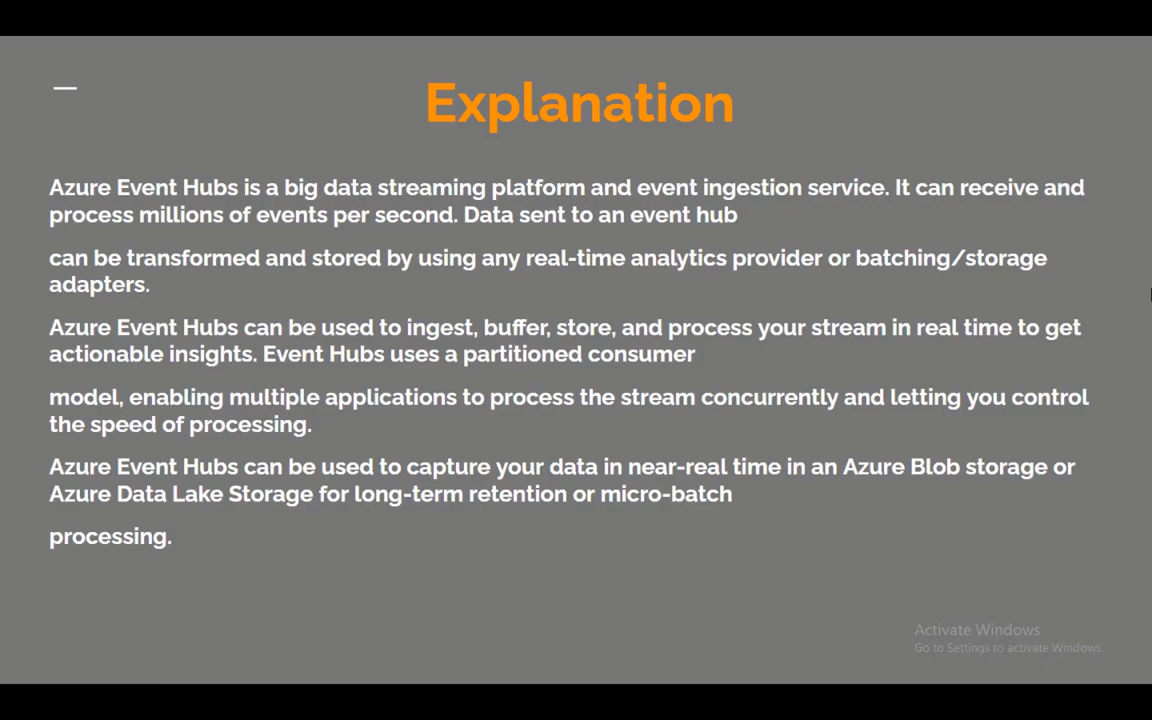 Explanation
Azure Event Hubs is a big data streaming platform and event ingestion service. It can receive and
process millions of events per second. Data sent to an event hub
can be transformed and stored by using any real-time analytics provider or batching/storage
adapters.
Azure Event Hubs can be used to ingest, buffer, store, and process your stream in real time to get
actionable insights. Event Hubs uses a partitioned consumer
model, enabling multiple applications to process the stream concurrently and letting you control
the speed of processing.
Azure Event Hubs can be used to capture your data in near-real time in an Azure Blob storage or
Azure Data Lake Storage for long-term retention or micro-batch
processing.
Activate Windows
Go to Settings to activate Windows.